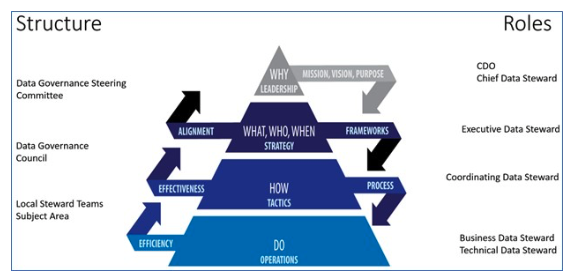 Structure
Roles
WHY
LEADERSHIP
MISSION, VISION, PURPOSE
CDO
Chief Data Steward
Data Governance Steering
Committee
ALIGNMENT
WHAT, WHO, WHEN
STRATEGY
FRAMEWORKS
Executive Data Steward
Data Governance
Council
EFFECTIVENESS
HOW
TACTICS
PROCESS
Coordinating Data Steward
Local Steward Teams
Subject Area
EFFICIENCY
DO
OPERATIONS
Business Data Steward
Technical Data Steward